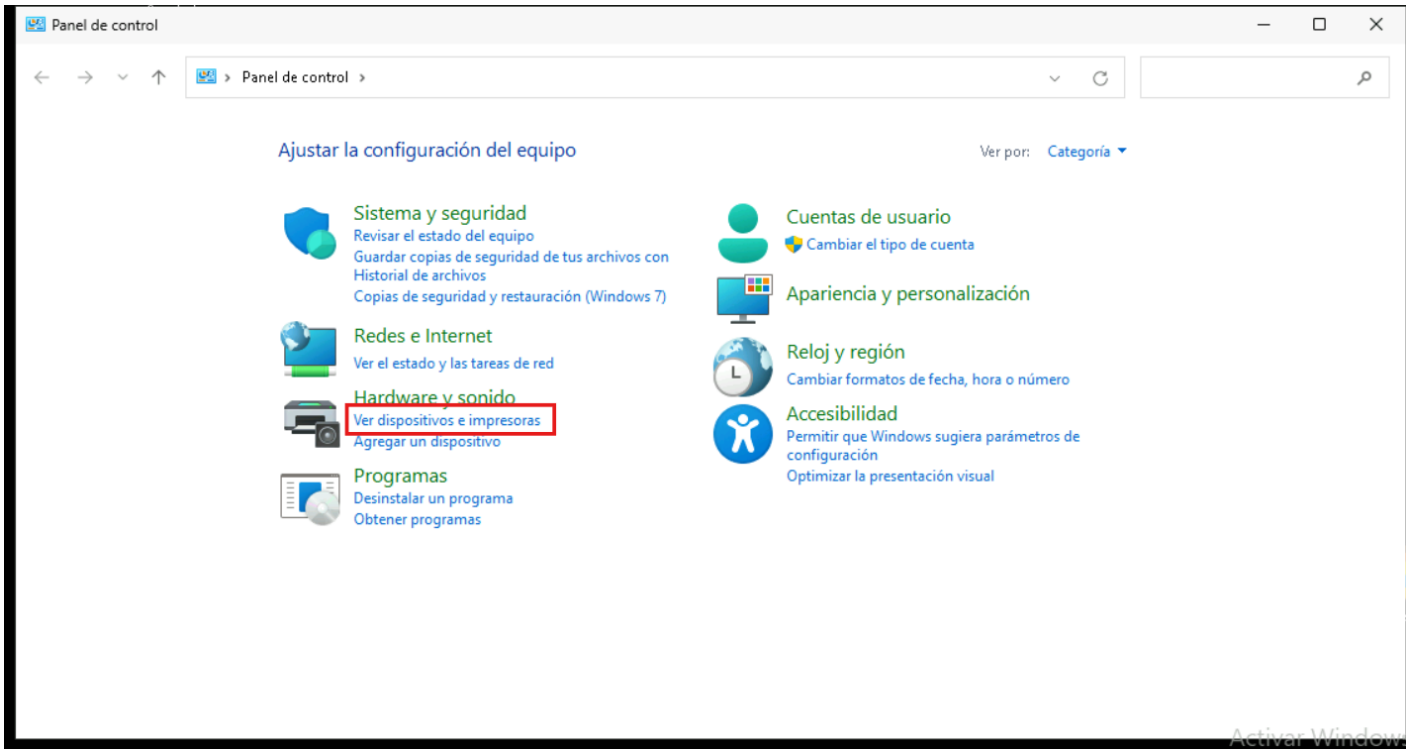 Panel de control
Panel de control
Ajustar la configuración del equipo
Ver por: Categoría
Sistema y seguridad
Revisar el estado del equipo
Guardar copias de seguridad de tus archivos con
Historial de archivos
Copias de seguridad y restauración (Windows 7)
Redes e Internet
Ver el estado y las tareas de red
Hardware y sonido
Ver dispositivos e impresoras
Agregar un dispositivo
Programas
Desinstalar un programa
Obtener programas
Cuentas de usuario
Cambiar el tipo de cuenta
Apariencia y personalización
Reloj y región
Cambiar formatos de fecha, hora o número
Accesibilidad
Permitir que Windows sugiera parámetros de
configuración
Optimizar la presentación visual
Activar Windows